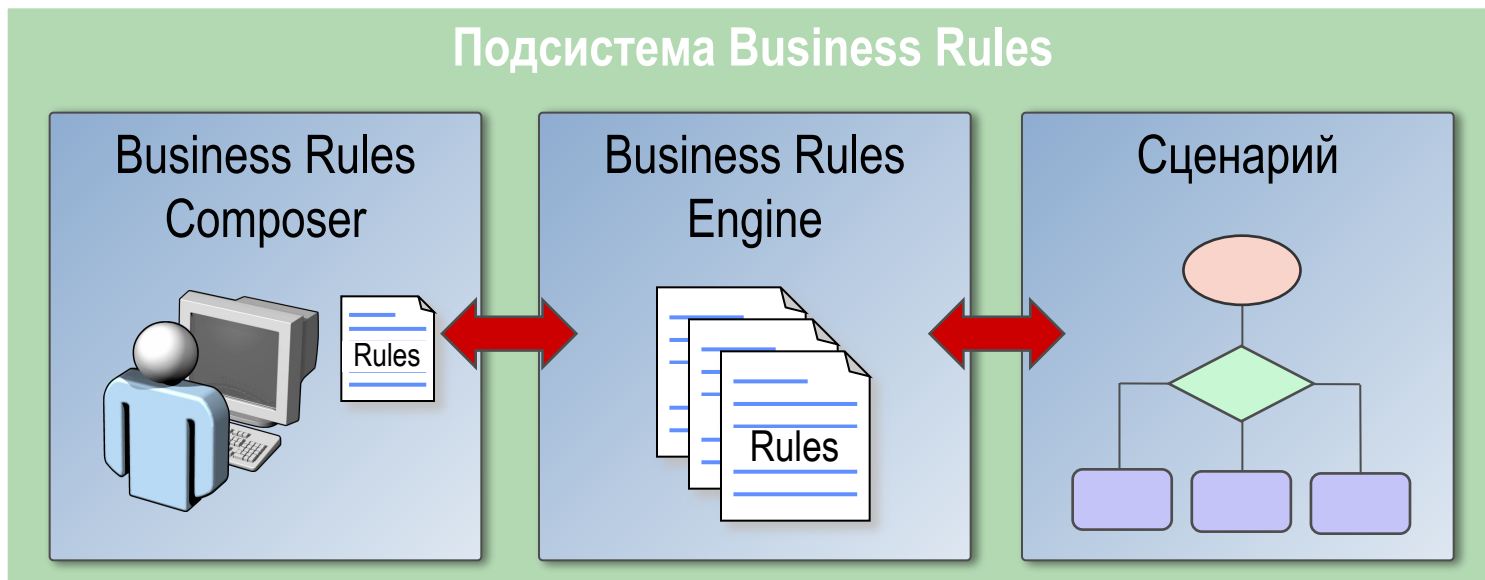 Подсистема Business Rules
Business Rules
Composer
Rules
Business Rules
Engine
Rules
Сценарий